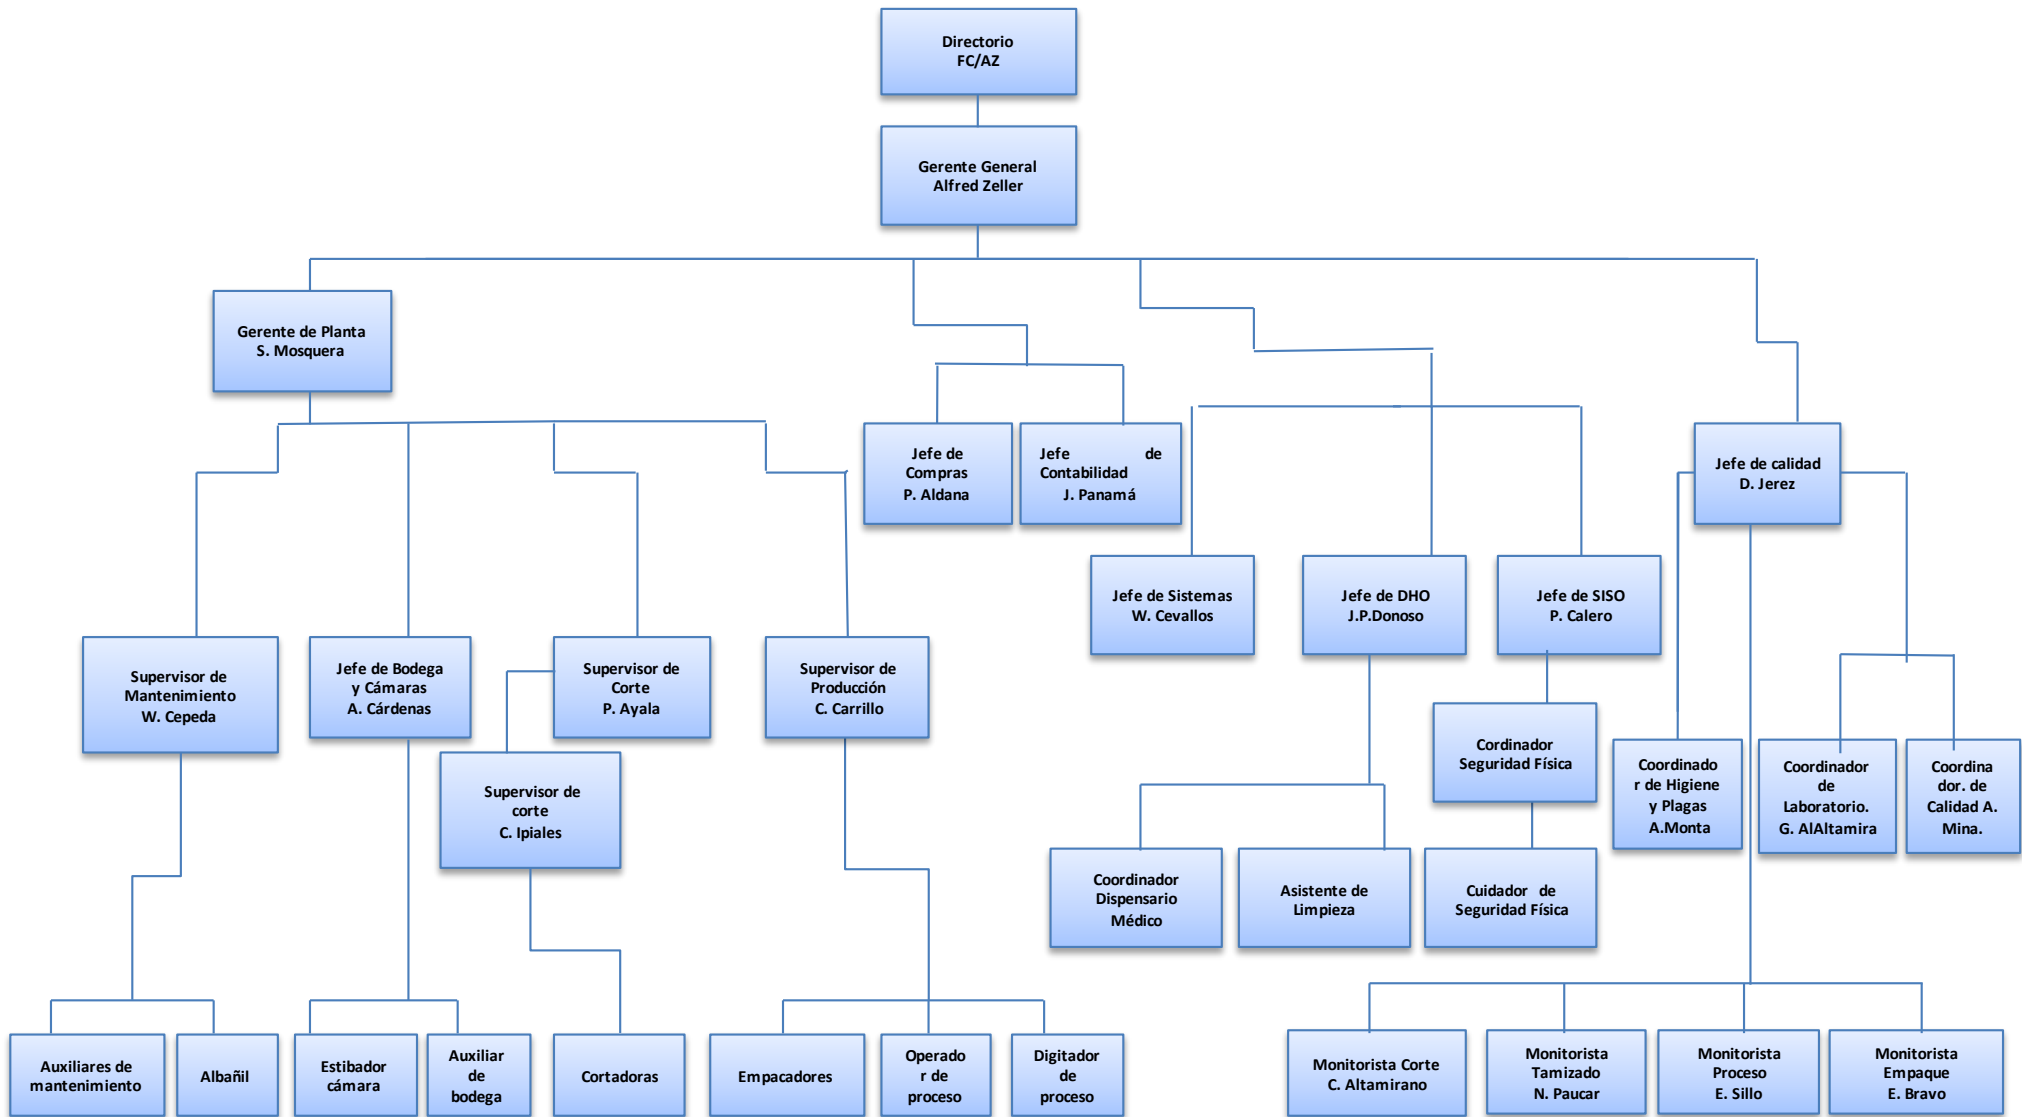 Directorio
FC/AZ
Gerente General
Alfred Zeller
Gerente de Planta
S. Mosquera
Jefe de
Compras
P. Aldana
Jefe de
Contabilidad
J. Panamá
Jefe de calidad
D. Jerez
Jefe de Sistemas
W. Cevallos
Jefe de DHO
J.P.Donoso
Jefe de SISO
P. Calero
Supervisor de
Mantenimiento
W. Cepeda
Jefe de Bodega
y Cámaras
A. Cárdenas
Supervisor de
Corte
P. Ayala
Supervisor de
Producción
C. Carrillo
Supervisor de
corte
C. Ipiales
Cordinador
Seguridad Física
Coordinado
r de Higiene
y Plagas
A.Monta
Coordinador
de
Laboratorio.
G. AlAltamira
Coordina
dor. de
Calidad A.
Mina.
Coordinador
Dispensario
Médico
Asistente de
Limpieza
Cuidador de
Seguridad Física
Auxiliares de
mantenimiento
Albañil
Estibador
cámara
Auxiliar
de
bodega
Cortadoras
Empacadores
Operado
r de
proceso
Digitador
de
proceso
Monitorista Corte
C. Altamirano
Monitorista
Tamizado
N. Paucar
Monitorista
Proceso
E. Sillo
Monitorista
Empaque
E. Bravo